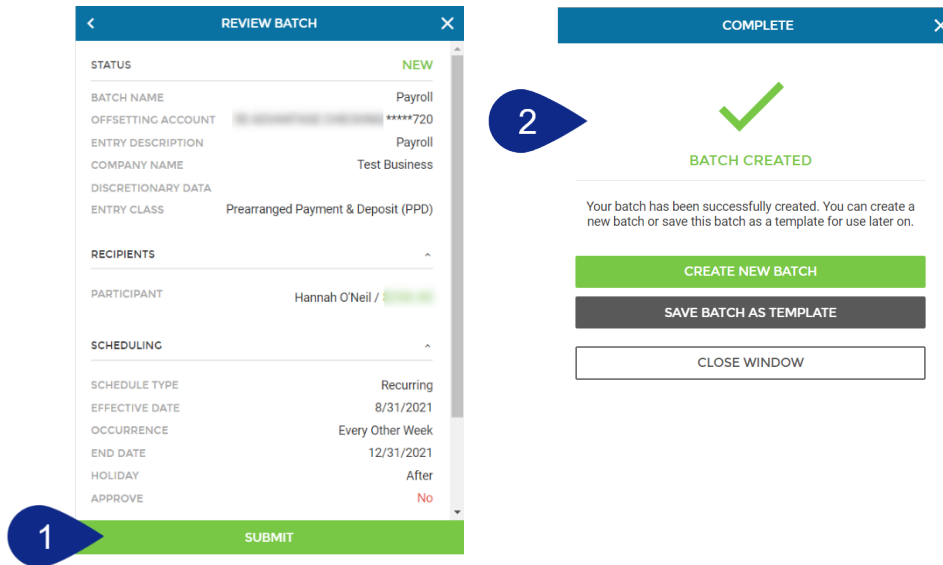 REVIEW BATCH
STATUS NEW
BATCH NAME Payroll
OFFSETTING ACCOUNT *****720
ENTRY DESCRIPTION Payroll
COMPANY NAME Test Business
DISCRETIONARY DATA
ENTRY CLASS Prearranged Payment & Deposit (PPD)
RECIPIENTS
PARTICIPANT Hannah O'Neil /
SCHEDULING
SCHEDULE TYPE Recurring
EFFECTIVE DATE 8/31/2021
OCCURRENCE Every Other Week
END DATE 12/31/2021
HOLIDAY After
APPROVE No
1
SUBMIT
COMPLETE
2
BATCH CREATED
Your batch has been successfully created. You can create a
new batch or save this batch as a template for use later on.
CREATE NEW BATCH
SAVE BATCH AS TEMPLATE
CLOSE WINDOW